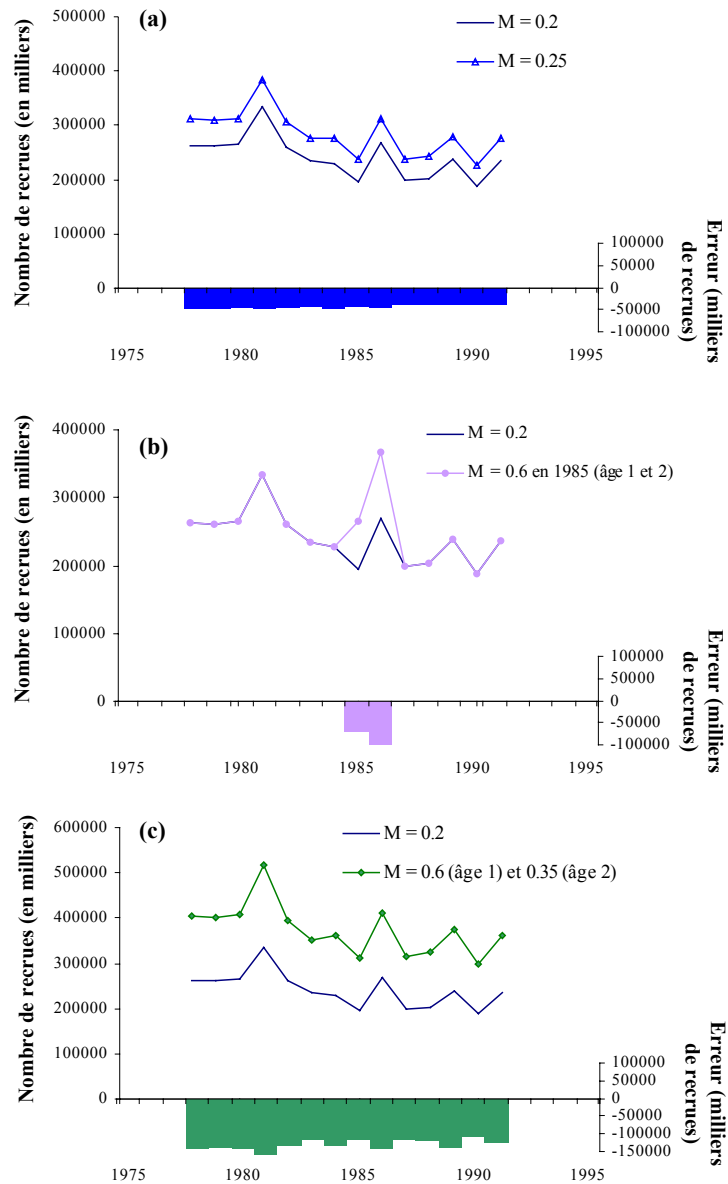 Nombre de recrues (en milliers)
(a)
M = 0.2
M = 0.25
500000
400000
300000
200000
100000
0
100000
50000
0
-50000
-100000
Erreur (milliers
de recrues)
1975
1980
1985
1990
1995
Nombre de recrues (en milliers)
(b)
M = 0.2
M = 0.6 en 1985 (âge 1 et 2)
400000
300000
200000
100000
0
100000
50000
0
-50000
-100000
Erreur (milliers
de recrues)
1975
1980
1985
1990
1995
Nombre de recrues (en milliers)
(c)
M = 0.2
M = 0.6 (âge 1) et 0.35 (âge 2)
600000
500000
400000
300000
200000
100000
0
100000
50000
0
-50000
-100000
-150000
Erreur (milliers
de recrues)
1975
1980
1985
1990
1995